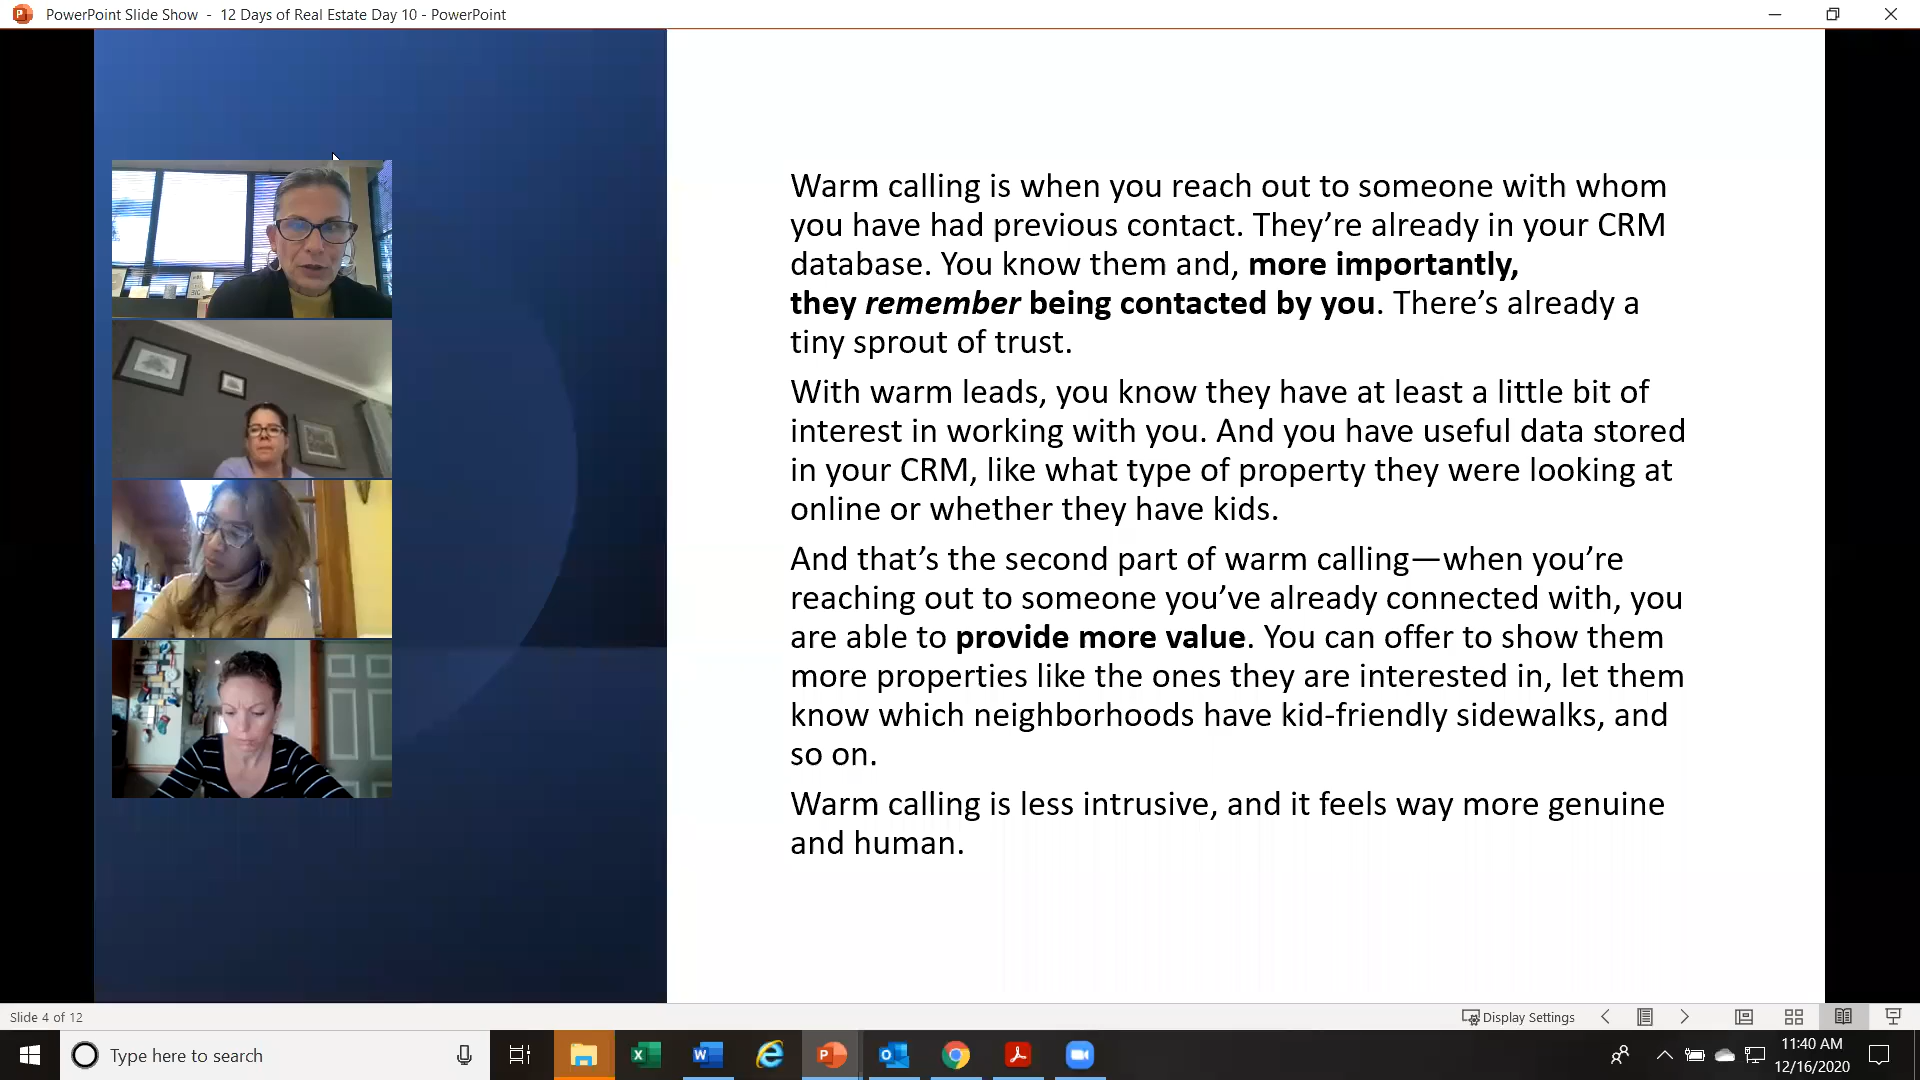 PowerPoint Slide Show - 12 Days of Real Estate Day 10 - PowerPoint
Warm calling is when you reach out to someone with whom
you have had previous contact. They’re already in your CRM
database. You know them and, more importantly,
they remember being contacted by you. There’s already a
tiny sprout of trust.
With warm leads, you know they have at least a little bit of
interest in working with you. And you have useful data stored
in your CRM, like what type of property they were looking at
online or whether they have kids.
And that’s the second part of warm calling—when you’re
reaching out to someone you’ve already connected with, you
are able to provide more value. You can offer to show them
more properties like the ones they are interested in, let them
know which neighborhoods have kid-friendly sidewalks, and
so on.
Warm calling is less intrusive, and it feels way more genuine
and human.
Slide 4 of 12
Display Settings
Type here to search
11:40 AM
12/16/2020